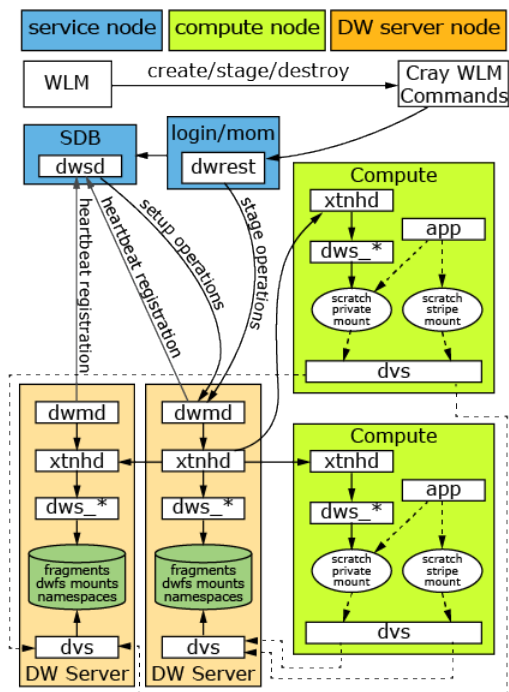 service node
compute node
DW server node
WLM
create/stage/destroy
Cray WLM
Commands
SDB
dwsd
login/mom
dwrest
heartbeat registration
heartbeat registration
setup operations
stage operations
Compute
xtnhd
app
dws_*
scratch
private
mount
scratch
stripe
mount
dvs
dwmd
xtnhd
dws_*
fragments
dwfs mounts
namespaces
dvs
DW Server
dwmd
xtnhd
dws_*
fragments
dwfs mounts
namespaces
dvs
DW Server
Compute
xtnhd
app
dws_*
scratch
private
mount
scratch
stripe
mount
dvs